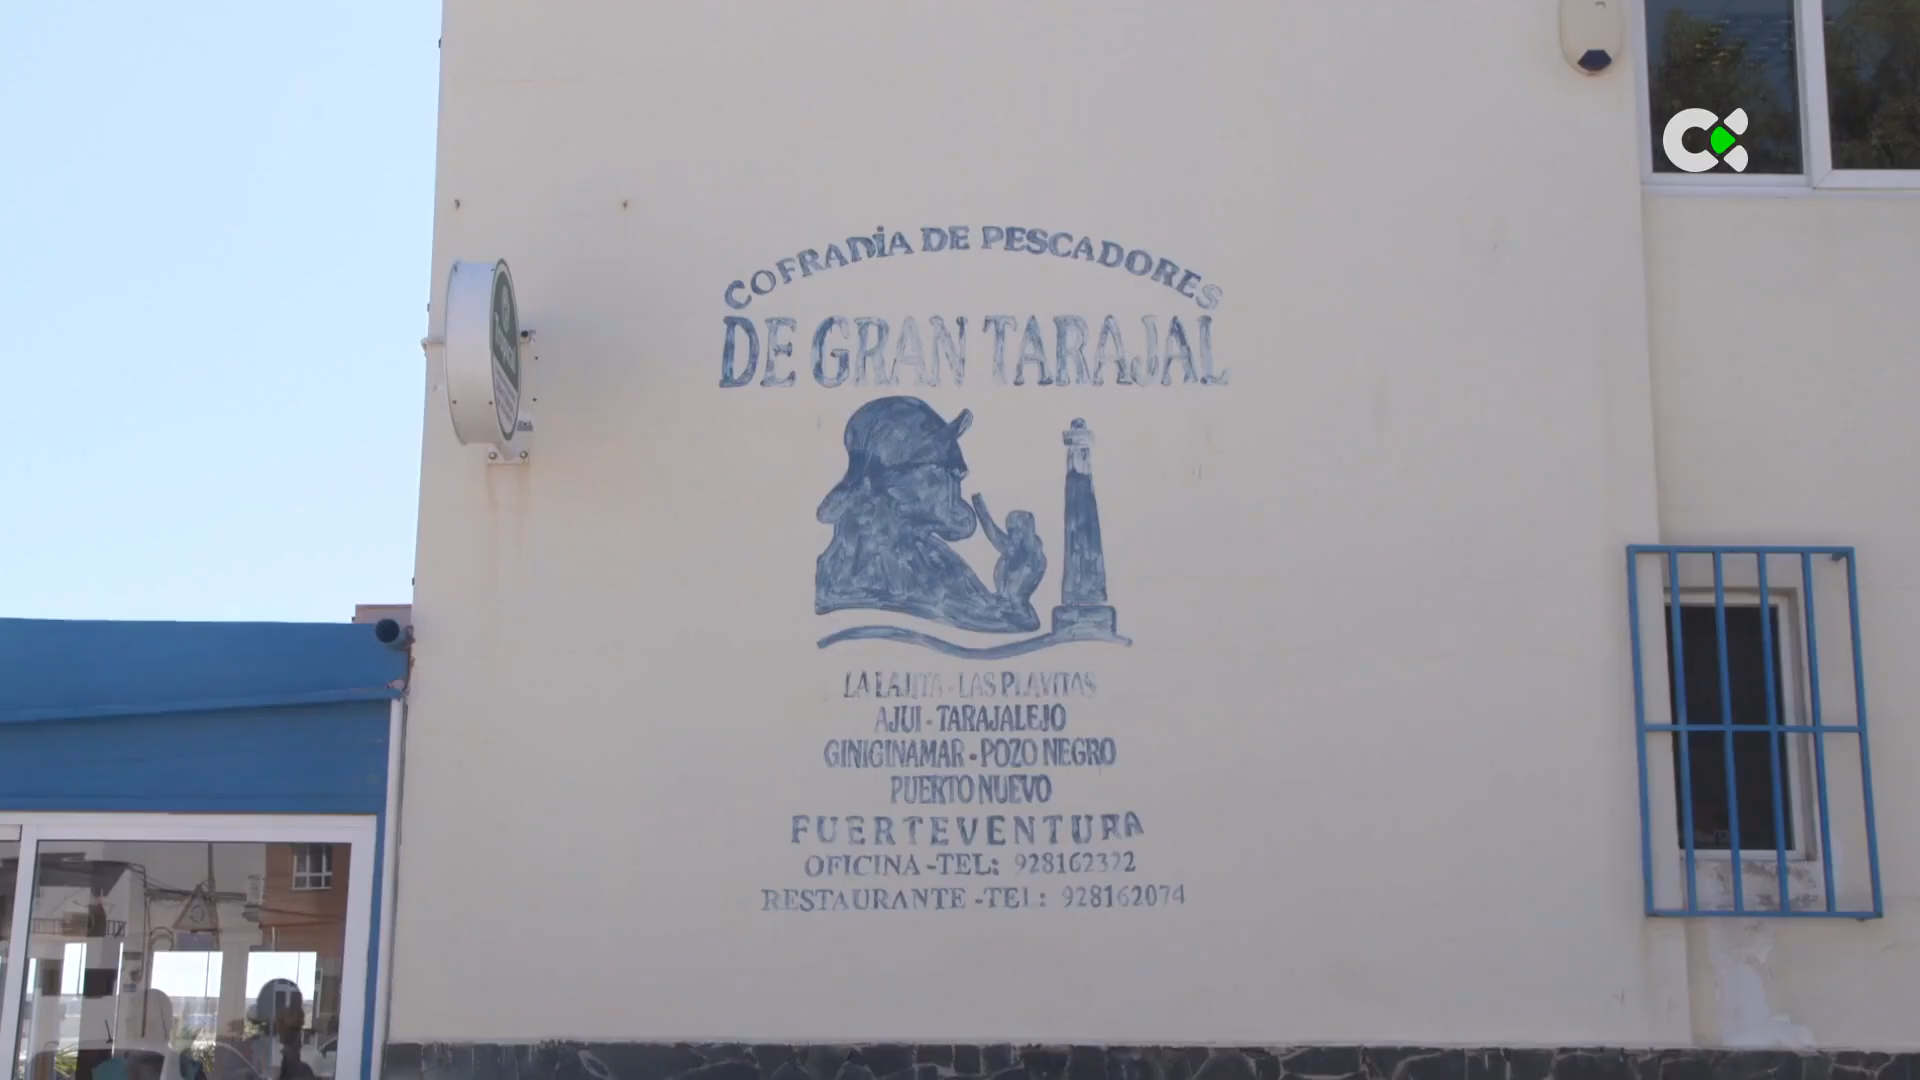 COFRADiA DE PESCADORES
DE GRAN TARAJAL
LA LAJITA - LAS PLAYITAS
AJUI - TARAJALEJO
GINIGINAMAR - POZO NEGRO
PUERTO NUEVO
FUERTEVENTURA
OFICINA - TEL: 928162322
RESTAURANTE - TEL: 928162074